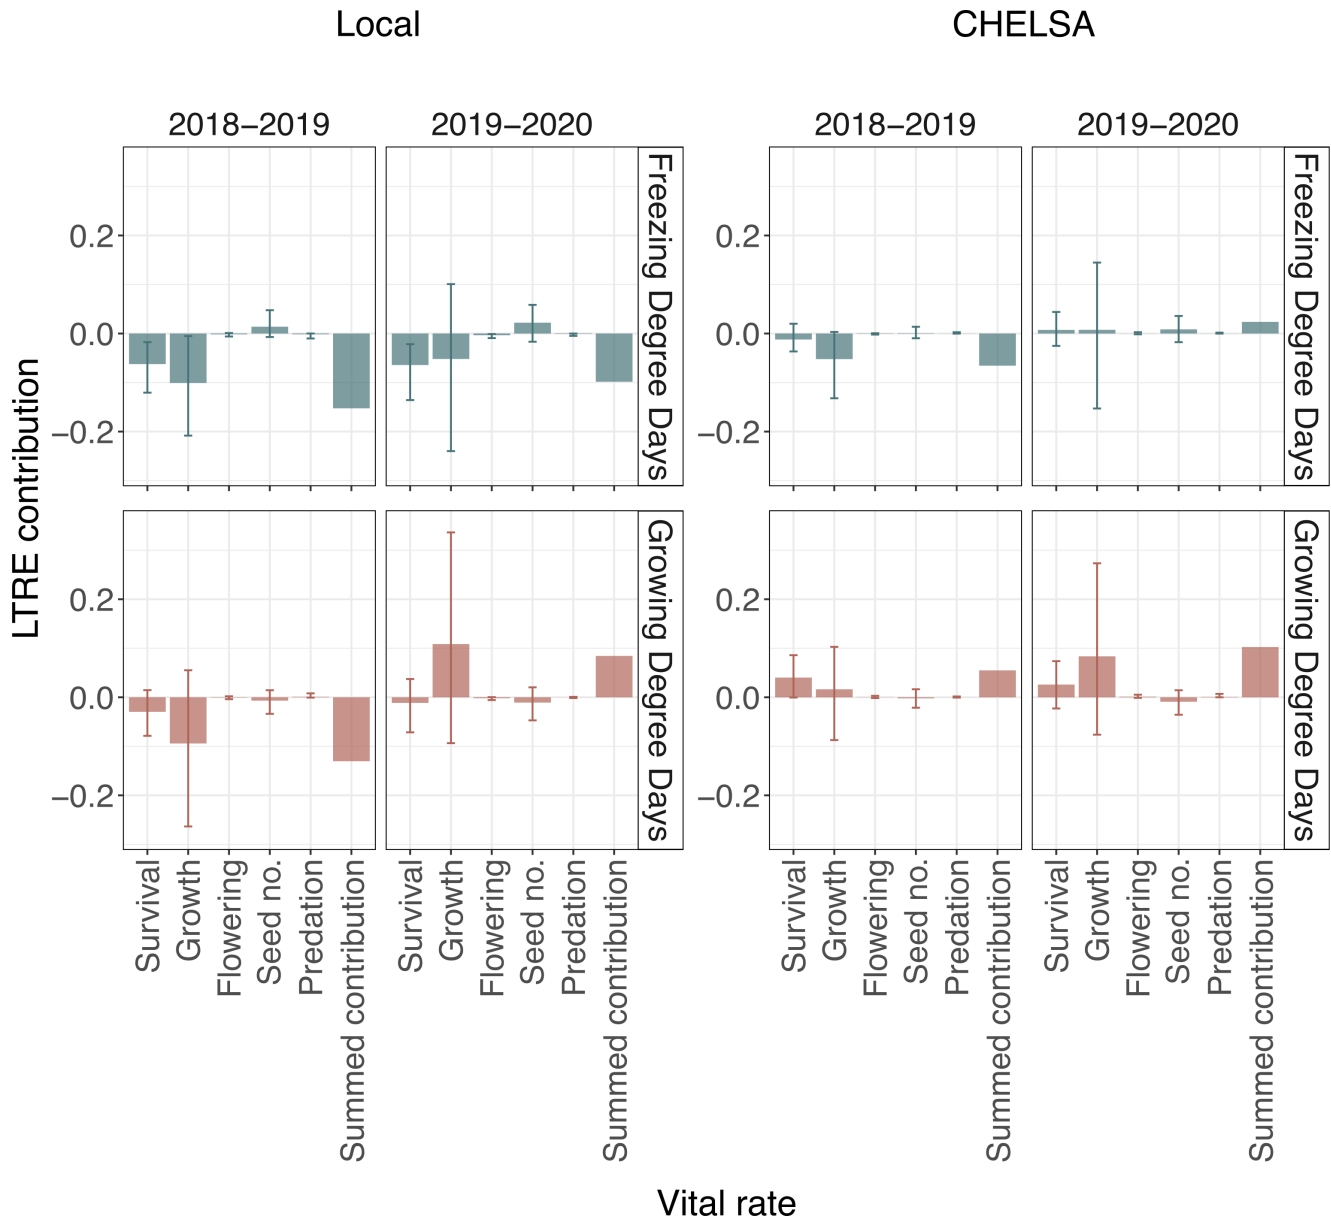 Local
CHELSA
2018−2019
2019−2020
2018−2019
2019−2020
LTRE contribution
0.2
0.0
−0.2
Freezing Degree Days
0.2
0.0
−0.2
Freezing Degree Days
0.2
0.0
−0.2
Growing Degree Days
0.2
0.0
−0.2
Growing Degree Days
Survival
Growth
Flowering
Seed no.
Predation
Summed contribution
Survival
Growth
Flowering
Seed no.
Predation
Summed contribution
Survival
Growth
Flowering
Seed no.
Predation
Summed contribution
Survival
Growth
Flowering
Seed no.
Predation
Summed contribution
Vital rate